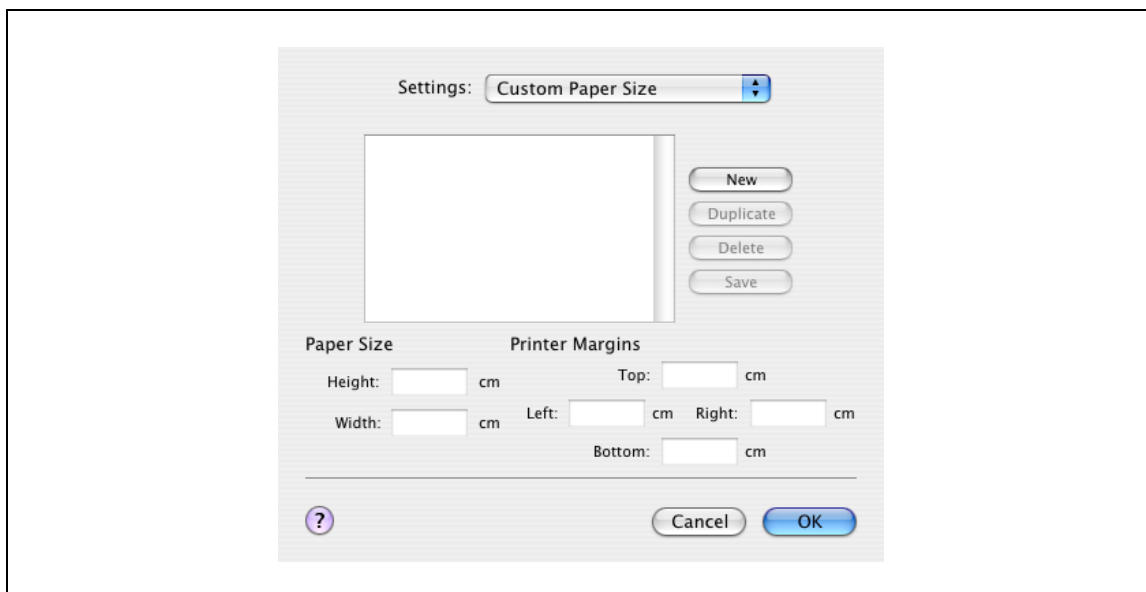 Settings: Custom Paper Size
New
Duplicate
Delete
Save
Paper Size
Printer Margins
Height: cm
Top: cm
Width: cm
Left: cm Right: cm
Bottom: cm
? Cancel OK